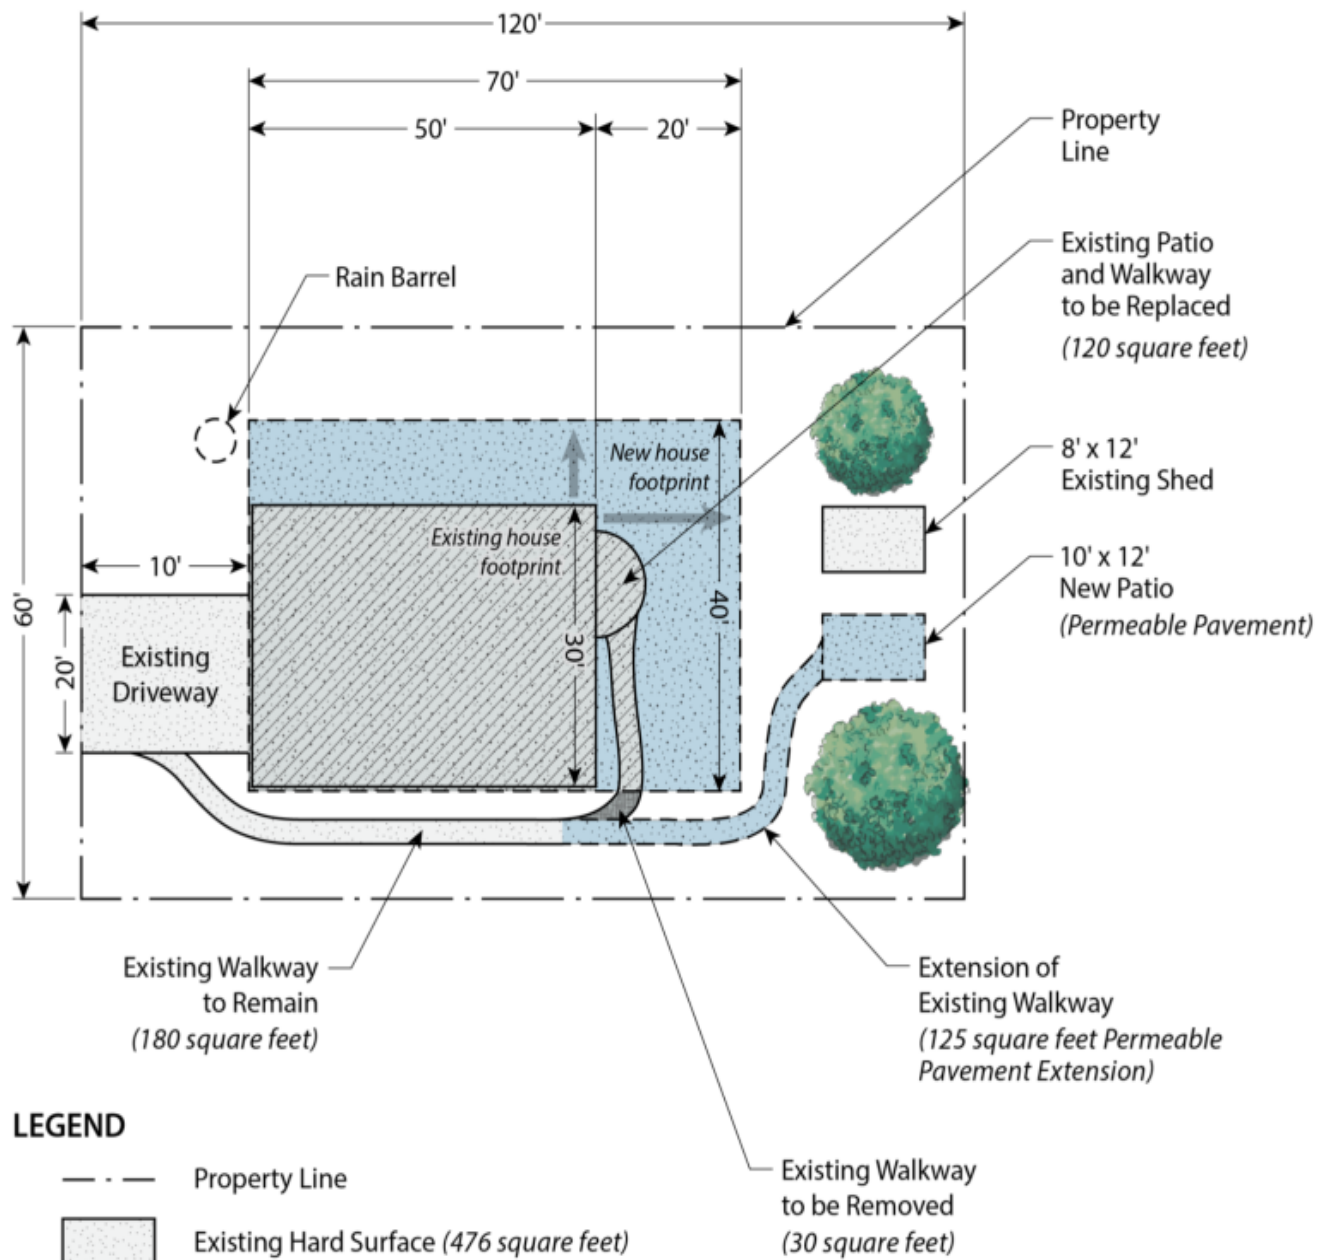 120'
70'
50'
20'
Property
Line
Existing Patio
and Walkway
to be Replaced
(120 square feet)
Rain Barrel
New house
footprint
8' x 12'
Existing Shed
Existing house
footprint
10'
10' x 12'
New Patio
(Permeable Pavement)
60'
20'
Existing
Driveway
30'
40'
Existing Walkway
to Remain
(180 square feet)
Extension of
Existing Walkway
(125 square feet Permeable
Pavement Extension)
LEGEND
Property Line
Existing Walkway
to be Removed
(30 square feet)
Existing Hard Surface (476 square feet)